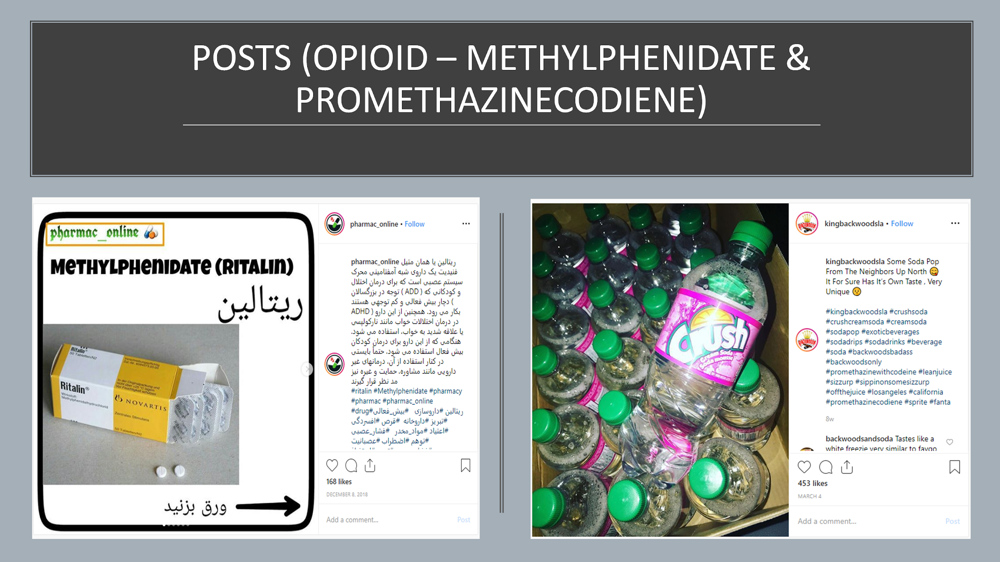 POSTS (OPIOID – METHYLPHENIDATE &
PROMETHAZINECODIENE)
pharmac_online
METHYLPHENIDATE (RITALIN)
ریتالین
Ritalin
50 Tabletten/N2
Verschreibungspflichtig
In der Originalpackung und
nicht über +25 °C lagern
Vor Feuchtigkeit schützen
Ritalin®
Wirkstoff:
Methylphenidathydrochlorid
NOVARTIS
Zentrales Stimulans
50 Tabletten/N2
ورق بزنید
pharmac_online • Follow
pharmac_online ریتالین یا همان متیل
فنیدیت یک داروی شبه آمفتامینی محرک
سیستم عصبی است که برای درمان اختلال
و کودکانی که ( ADD ) توجه در بزرگسالان
) دچار بیش فعالی و کم توجهی هستند
بکار می رود. همچنین از این دارو ( ADHD
در درمان اختلالات خواب مانند نارکولپسی
یا علاقه شدید به خواب، استفاده می شود.
هنگامی که از این دارو برای درمان کودکان
بیش فعال استفاده می شود، حتماً بایستی
در کنار استفاده از آن، درمانهای غیر
دارویی مانند مشاوره، حمایت و غیره نیز
مد نظر قرار گیرند
#ritalin #Methylphenidate #pharmacy
#pharmac #pharmac_online
#drug#بیش_فعالی# داروسازی# ریتالین
#تبریز #داروخانه #قرص #افسردگی
#اعتیاد #مواد_مخدر #فشار_عصبی
#توهم #اضطراب #عصبانیت
168 likes
DECEMBER 8, 2018
Add a comment... Post
Crush
Cream Soda
Soda mousse
kingbackwoodsla • Follow
kingbackwoodsla Some Soda Pop
From The Neighbors Up North 😋
It For Sure Has It's Own Taste , Very
Unique 😗
#kingbackwoodsla #crushsoda
#crushcreamsoda #creamsoda
#sodapop #exoticbeverages
#sodadrips #sodadrinks #beverage
#soda #backwoodsbadass
#backwoodsonly
#promethazinewithcodeine #leanjuice
#sizzurp #sippinonsomesizzurp
#offthejuice #losangeles #california
#promethazinecodiene #sprite #fanta
8w
backwoodsandsoda Tastes like a
white freezie very similar to faygo
453 likes
MARCH 4
Add a comment... Post